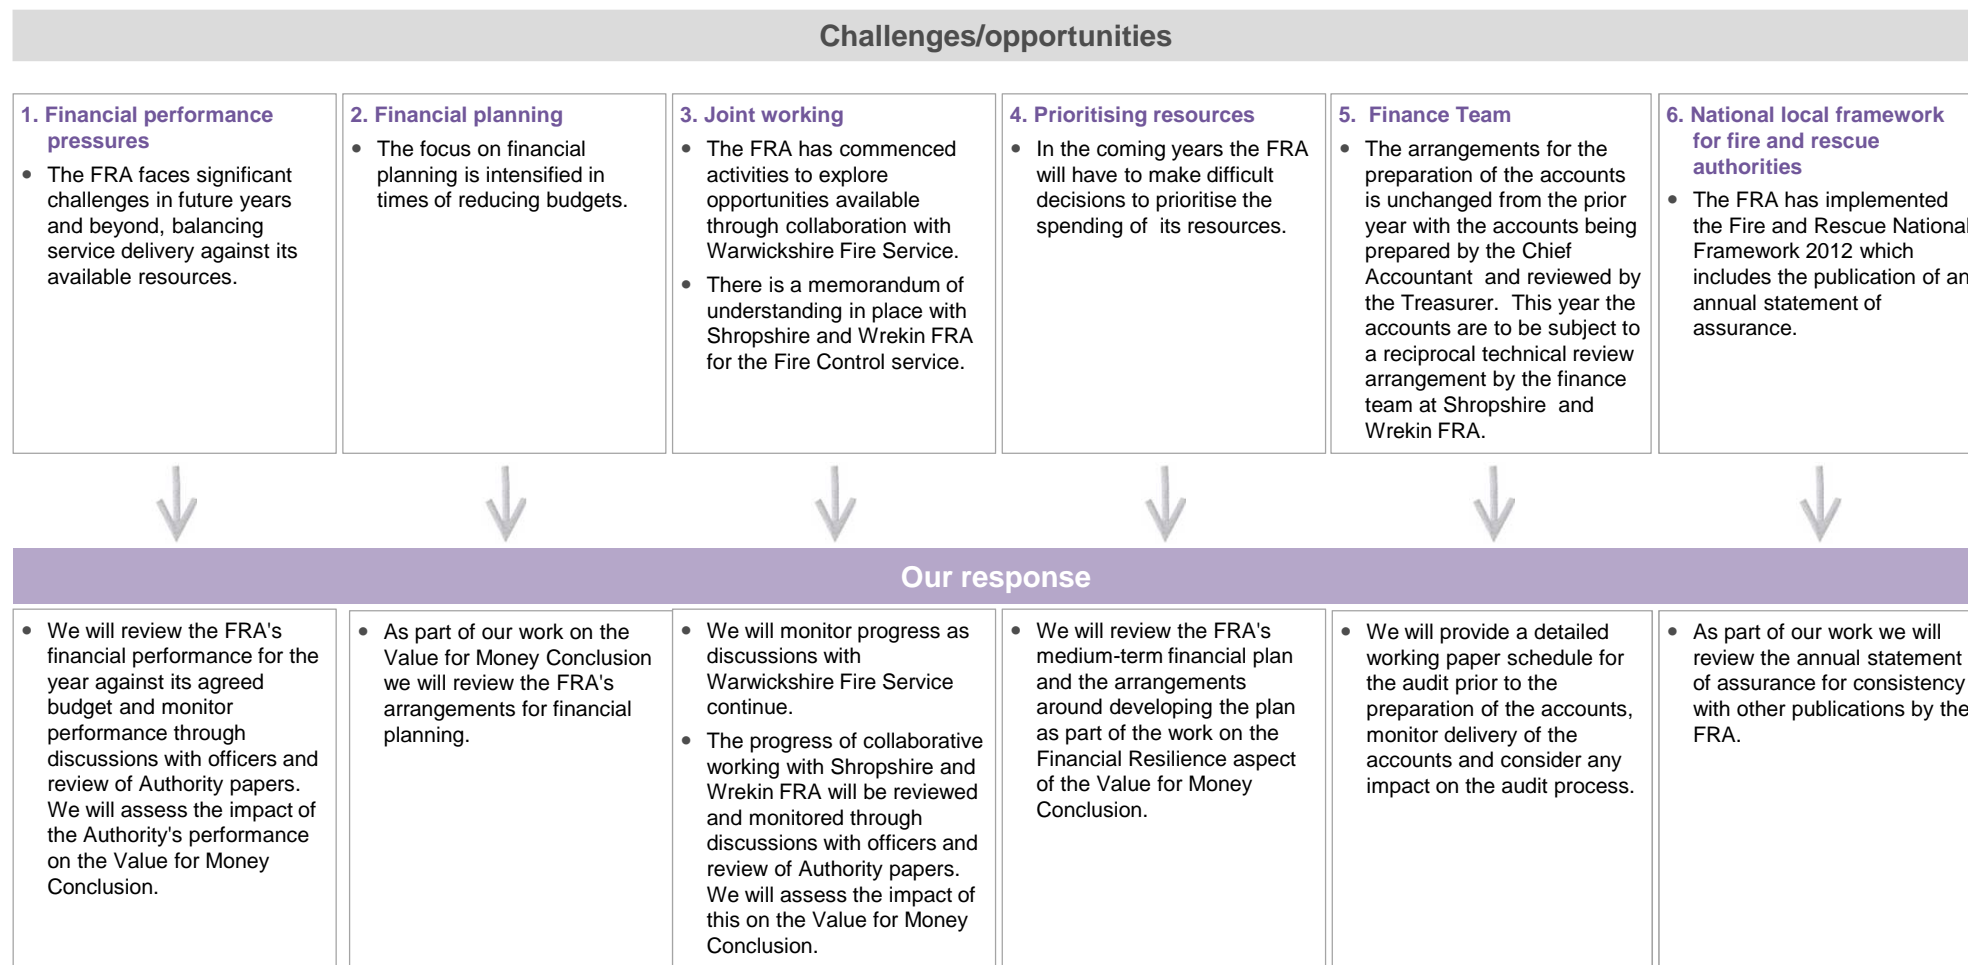 Challenges/opportunities
1. Financial performance
pressures
• The FRA faces significant
challenges in future years
and beyond, balancing
service delivery against its
available resources.
2. Financial planning
• The focus on financial
planning is intensified in
times of reducing budgets.
3. Joint working
• The FRA has commenced
activities to explore
opportunities available
through collaboration with
Warwickshire Fire Service.
• There is a memorandum of
understanding in place with
Shropshire and Wrekin FRA
for the Fire Control service.
4. Prioritising resources
• In the coming years the FRA
will have to make difficult
decisions to prioritise the
spending of its resources.
5. Finance Team
• The arrangements for the
preparation of the accounts
is unchanged from the prior
year with the accounts being
prepared by the Chief
Accountant and reviewed by
the Treasurer. This year the
accounts are to be subject to
a reciprocal technical review
arrangement by the finance
team at Shropshire and
Wrekin FRA.
6. National local framework
for fire and rescue
authorities
• The FRA has implemented
the Fire and Rescue National
Framework 2012 which
includes the publication of an
annual statement of
assurance.
Our response
• We will review the FRA's
financial performance for the
year against its agreed
budget and monitor
performance through
discussions with officers and
review of Authority papers.
We will assess the impact of
the Authority's performance
on the Value for Money
Conclusion.
• As part of our work on the
Value for Money Conclusion
we will review the FRA's
arrangements for financial
planning.
• We will monitor progress as
discussions with
Warwickshire Fire Service
continue.
• The progress of collaborative
working with Shropshire and
Wrekin FRA will be reviewed
and monitored through
discussions with officers and
review of Authority papers.
We will assess the impact of
this on the Value for Money
Conclusion.
• We will review the FRA's
medium-term financial plan
and the arrangements
around developing the plan
as part of the work on the
Financial Resilience aspect
of the Value for Money
Conclusion.
• We will provide a detailed
working paper schedule for
the audit prior to the
preparation of the accounts,
monitor delivery of the
accounts and consider any
impact on the audit process.
• As part of our work we will
review the annual statement
of assurance for consistency
with other publications by the
FRA.